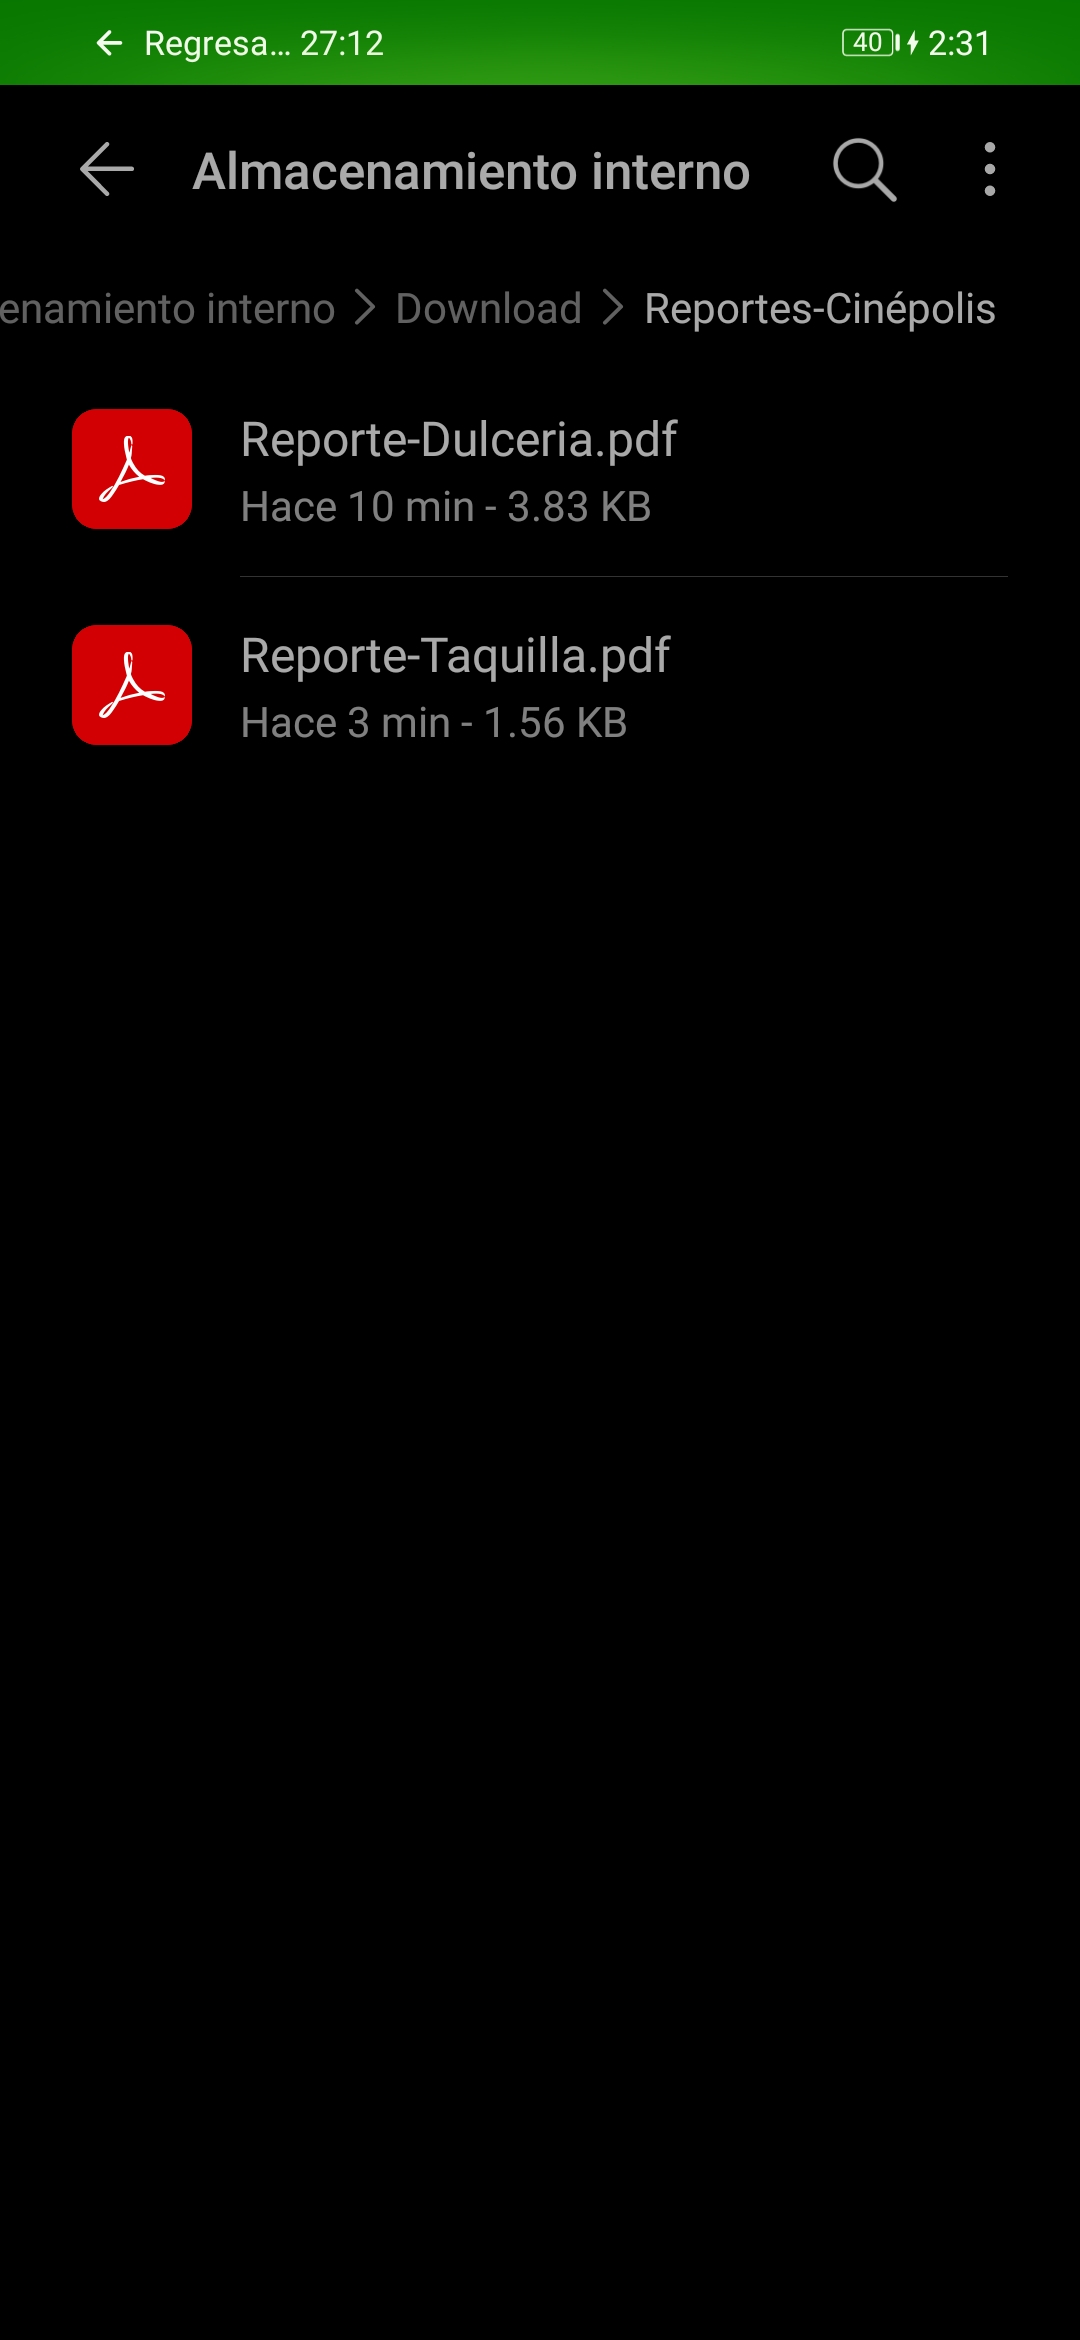 Regresa... 27:12
40 2:31
Almacenamiento interno
enamiento interno > Download > Reportes-Cinépolis
Reporte-Dulceria.pdf
Hace 10 min - 3.83 KB
Reporte-Taquilla.pdf
Hace 3 min - 1.56 KB